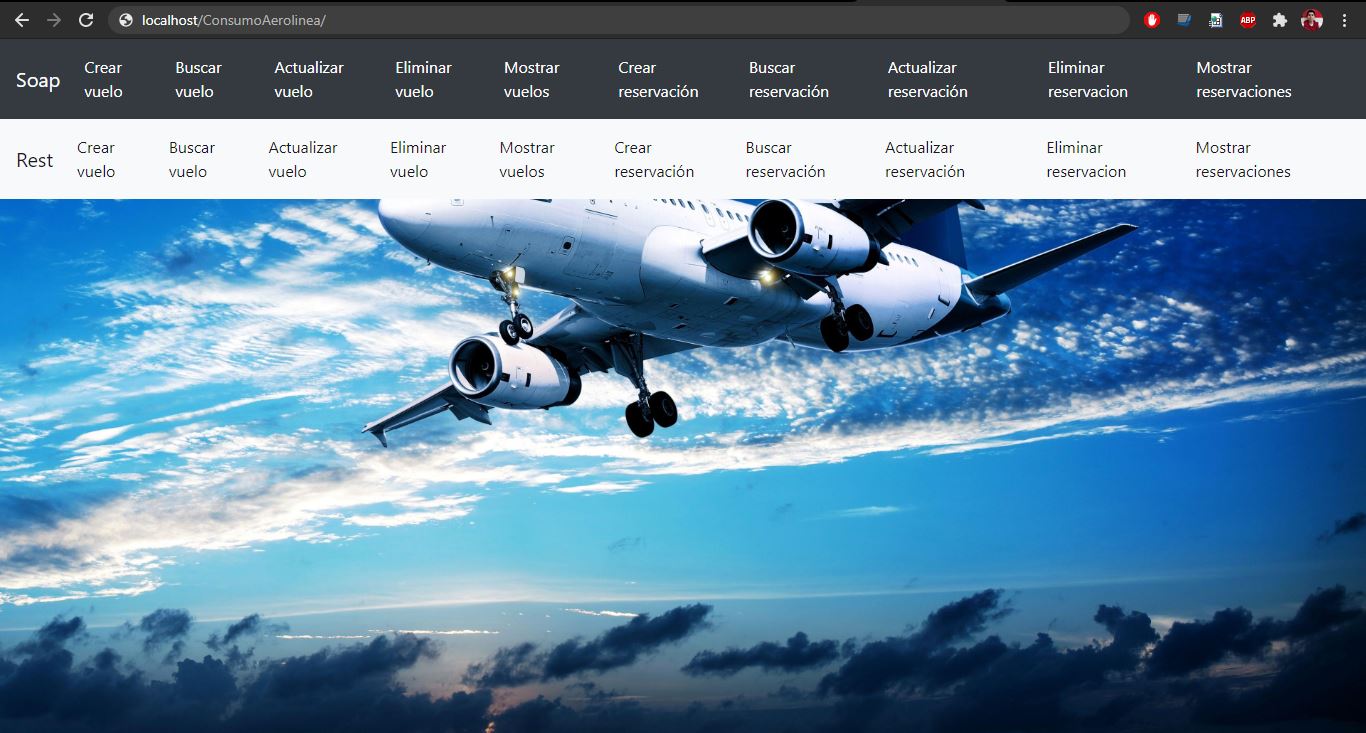 localhost/ConsumoAerolinea/
ABP
Soap
Crear
vuelo
Buscar
vuelo
Actualizar
vuelo
Eliminar
vuelo
Mostrar
vuelos
Crear
reservación
Buscar
reservación
Actualizar
reservación
Eliminar
reservacion
Mostrar
reservaciones
Rest
Crear
vuelo
Buscar
vuelo
Actualizar
vuelo
Eliminar
vuelo
Mostrar
vuelos
Crear
reservación
Buscar
reservación
Actualizar
reservación
Eliminar
reservacion
Mostrar
reservaciones